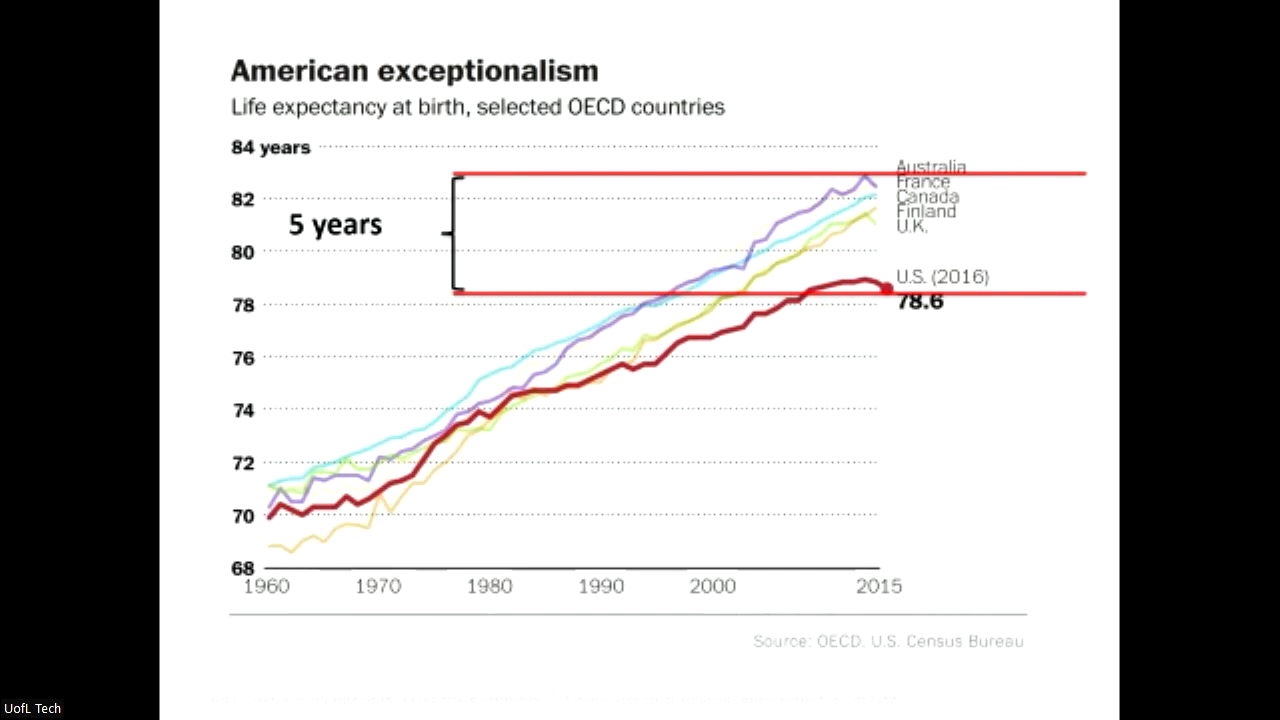 American exceptionalism
Life expectancy at birth, selected OECD countries
84 years
82
80
78
76
74
72
70
68
5 years
Australia
France
Canada
Finland
U.K.
U.S. (2016)
78.6
1960 1970 1980 1990 2000 2015
Source: OECD, U.S. Census Bureau
UofL Tech